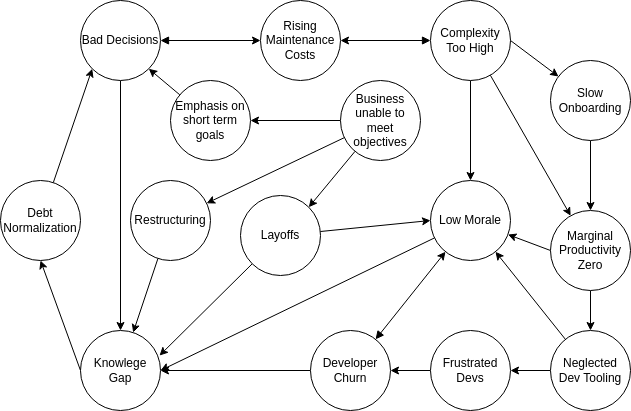 Bad Decisions
Rising
Maintenance
Costs
Complexity
Too High
Slow
Onboarding
Emphasis on
short term
goals
Business
unable to
meet
objectives
Debt
Normalization
Restructuring
Layoffs
Low Morale
Marginal
Productivity
Zero
Knowlege
Gap
Developer
Churn
Frustrated
Devs
Neglected
Dev Tooling